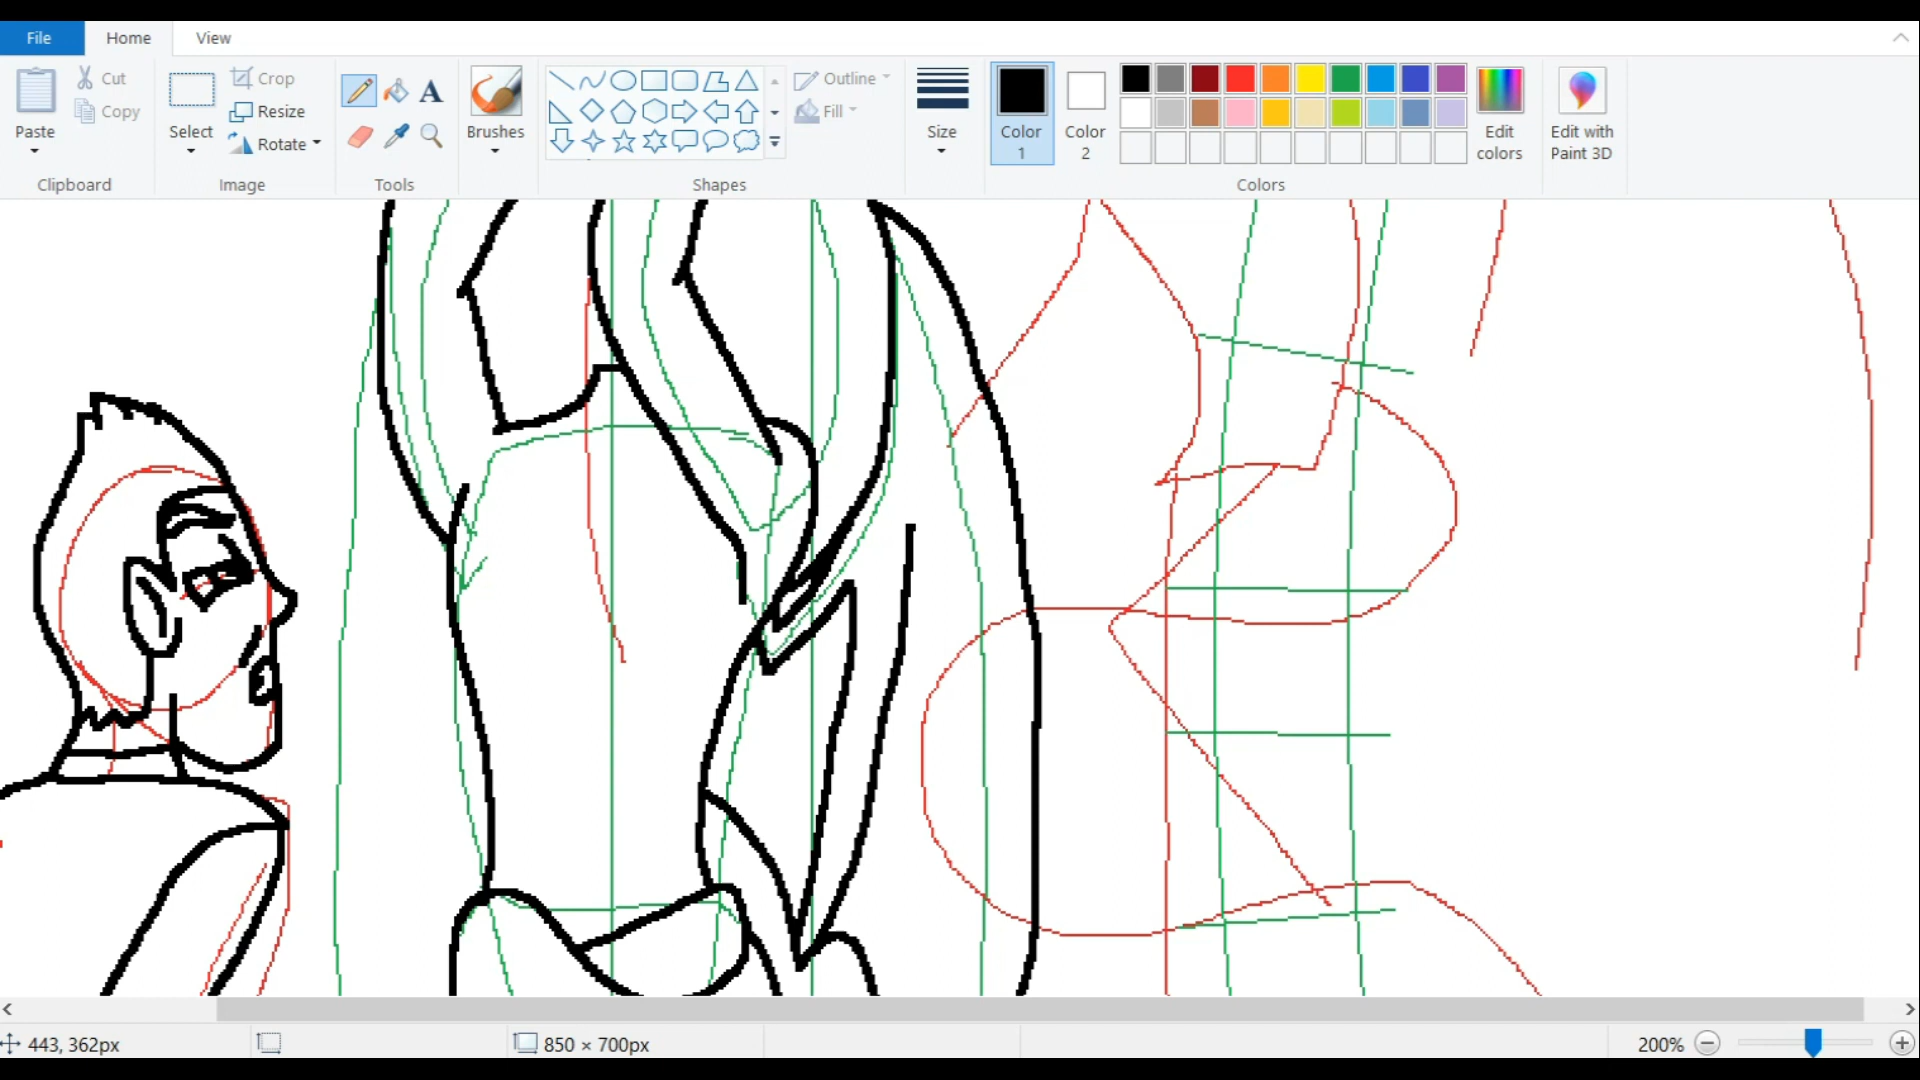 File Home View
Paste
Cut
Copy
Clipboard
Select
Crop
Resize
Rotate
Image
A
Tools
Brushes
Outline
Fill
Shapes
Size
Color
1
Color
2
Edit
colors
Colors
Edit with
Paint 3D
443, 362px
850 × 700px
200%